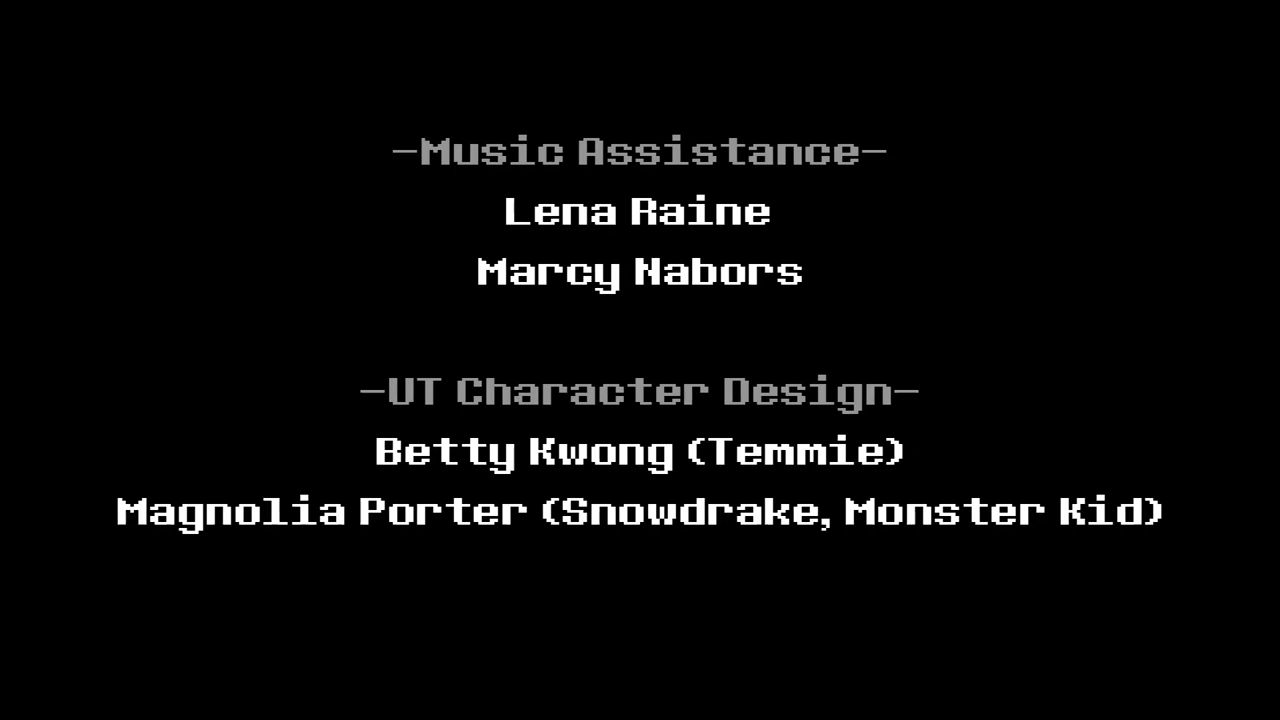 -Music Assistance-
Lena Raine
Marcy Nabors
-UT Character Design-
Betty Kwong (Temmie)
Magnolia Porter (Snowdrake, Monster Kid)